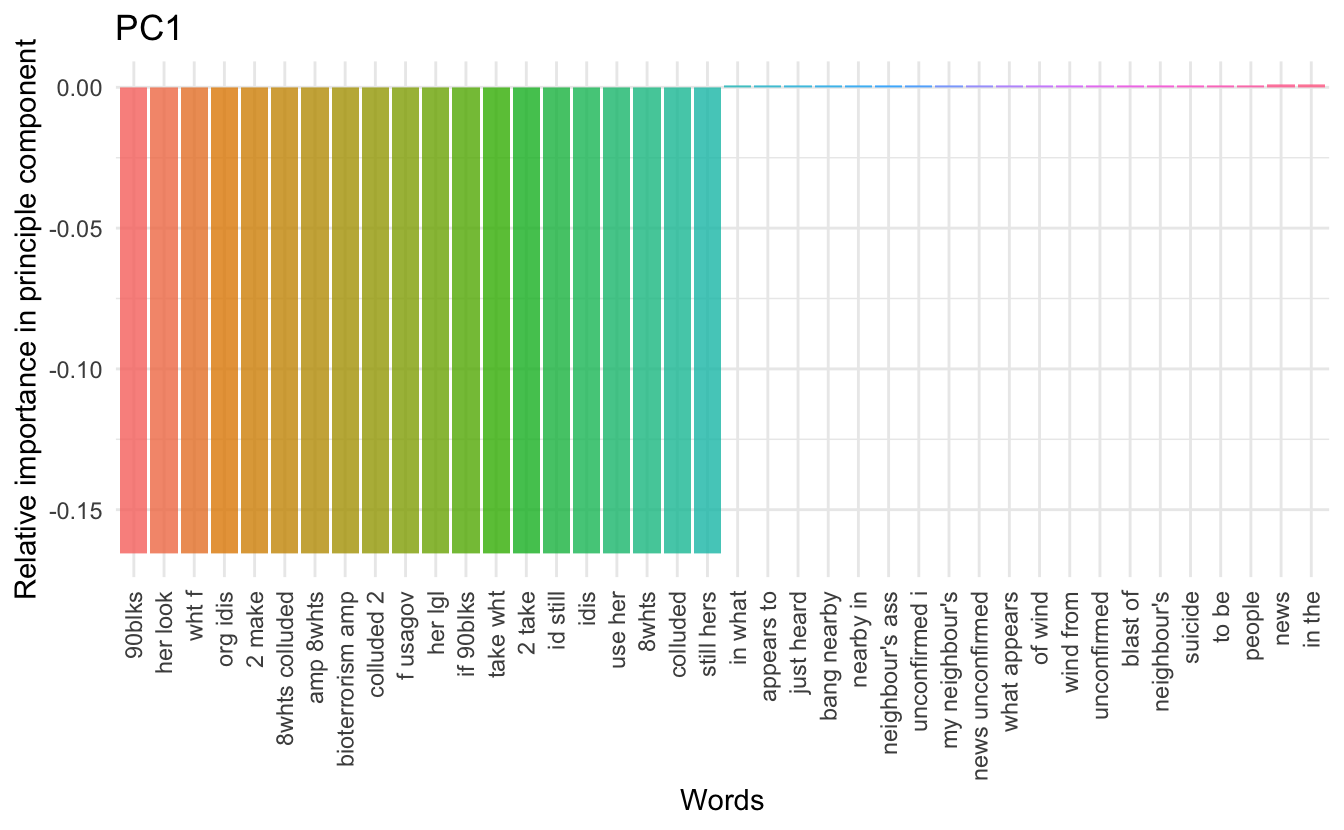 PC1
Relative importance in principle component
0.00
-0.05
-0.10
-0.15
90blks
her look
wht f
org idis
2 make
8whts colluded
amp 8whts
bioterrorism amp
colluded 2
f usagov
her lgl
if 90blks
take wht
2 take
id still
idis
use her
8whts
colluded
still hers
in what
appears to
just heard
bang nearby
nearby in
neighbour's ass
unconfirmed i
my neighbour's
news unconfirmed
what appears
of wind
wind from
unconfirmed
blast of
neighbour's
suicide
to be
people
news
in the
Words